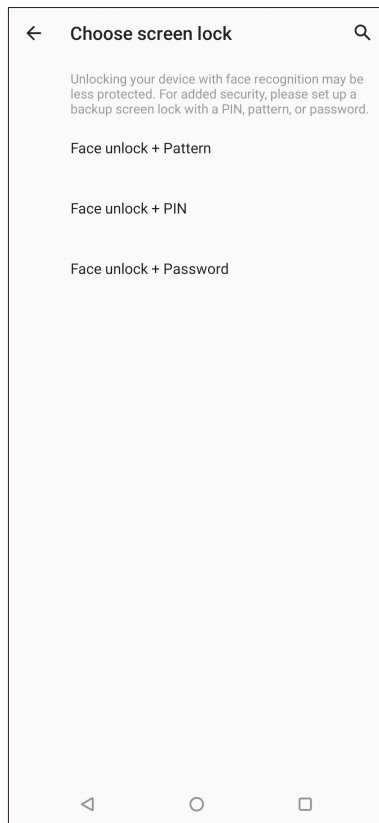 Choose screen lock
Unlocking your device with face recognition may be
less protected. For added security, please set up a
backup screen lock with a PIN, pattern, or password.
Face unlock + Pattern
Face unlock + PIN
Face unlock + Password